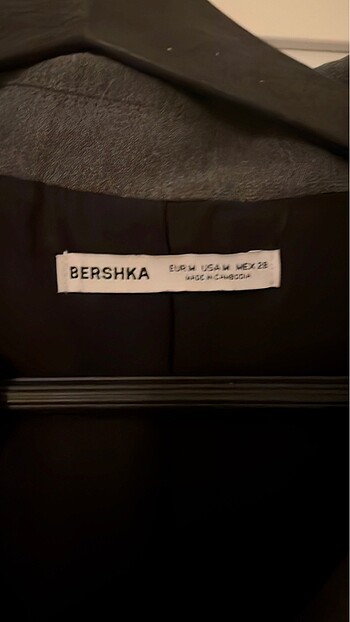 BERSHKA
EUR M USA M MEX 28
MADE IN CAMBODIA